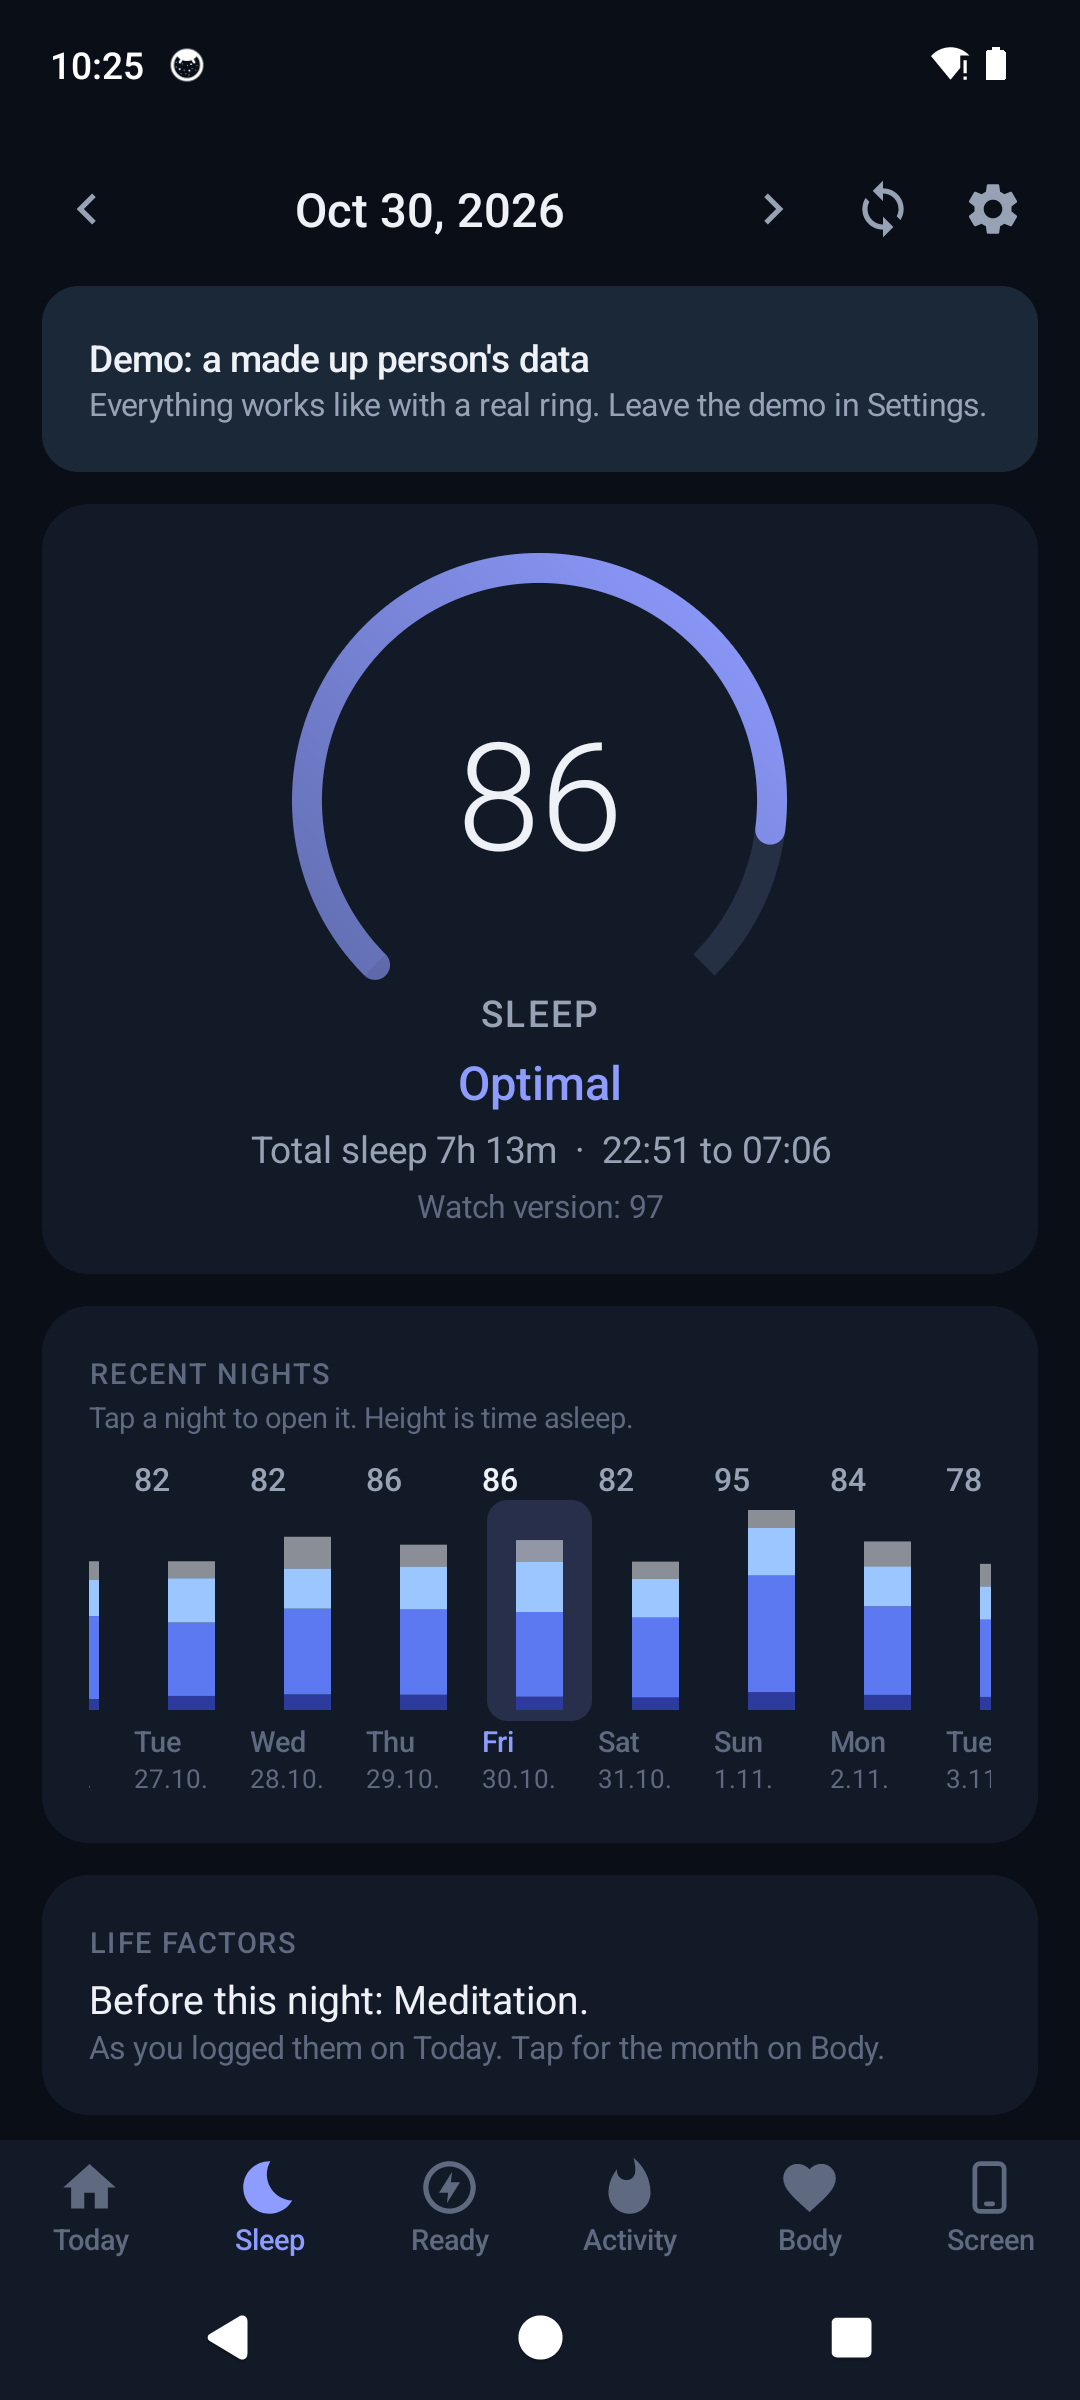 10:25
Oct 30, 2026
Demo: a made up person's data
Everything works like with a real ring. Leave the demo in Settings.
86
SLEEP
Optimal
Total sleep 7h 13m · 22:51 to 07:06
Watch version: 97
RECENT NIGHTS
Tap a night to open it. Height is time asleep.
82 82 86 86 82 95 84 78
Tue Wed Thu Fri Sat Sun Mon Tue
27.10. 28.10. 29.10. 30.10. 31.10. 1.11. 2.11. 3.11
LIFE FACTORS
Before this night: Meditation.
As you logged them on Today. Tap for the month on Body.
Today Sleep Ready Activity Body Screen